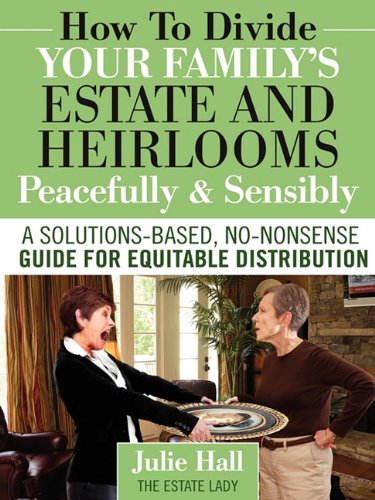 How To Divide
YOUR FAMILY'S
ESTATE AND
HEIRLOOMS
Peacefully & Sensibly
A SOLUTIONS-BASED, NO-NONSENSE
GUIDE FOR EQUITABLE DISTRIBUTION
Julie Hall
THE ESTATE LADY